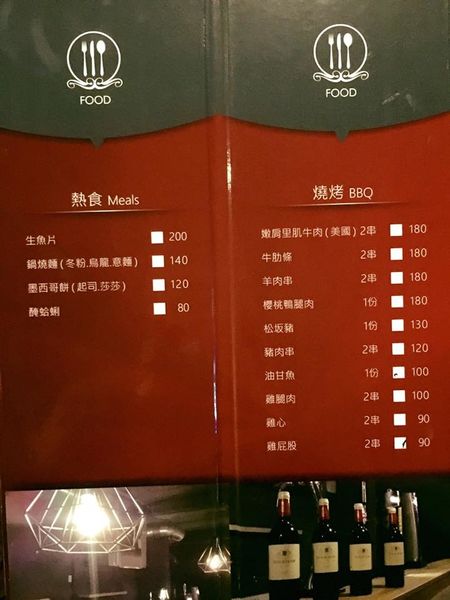 FOOD
熱食 Meals
生魚片 200
鍋燒麵(冬粉.烏龍.意麵) 140
墨西哥餅(起司.莎莎) 120
醃蛤蜊 80
FOOD
燒烤 BBQ
嫩肩里肌牛肉(美國) 2串 180
牛肋條 2串 180
羊肉串 2串 180
櫻桃鴨腿肉 1份 180
松坂豬 1份 130
豬肉串 2串 120
油甘魚 1份 100
雞腿肉 2串 100
雞心 2串 90
雞屁股 2串 90